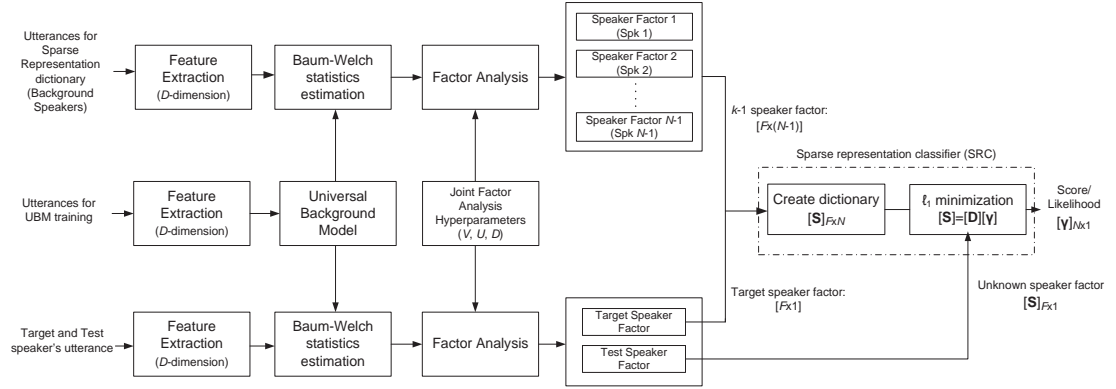 Utterances for
Sparse
Representation
dictionary
(Background
Speakers)
Feature
Extraction
(D-dimension)
Baum-Welch
statistics
estimation
Factor Analysis
Speaker Factor 1
(Spk 1)
Speaker Factor 2
(Spk 2)
Speaker Factor N-1
(Spk N-1)
k-1 speaker factor:
[Fx(N-1)]
Utterances for
UBM training
Feature
Extraction
(D-dimension)
Universal
Background
Model
Joint Factor
Analysis
Hyperparameters
(V, U, D)
Sparse representation classifier (SRC)
Create dictionary
[S]FxN
ℓ1 minimization
[S]=[D][γ]
Score/
Likelihood
[γ]Nx1
Target and Test
speaker's utterance
Feature
Extraction
(D-dimension)
Baum-Welch
statistics
estimation
Factor Analysis
Target Speaker
Factor
Test Speaker
Factor
Target speaker factor:
[Fx1]
Unknown speaker factor
[S]Fx1